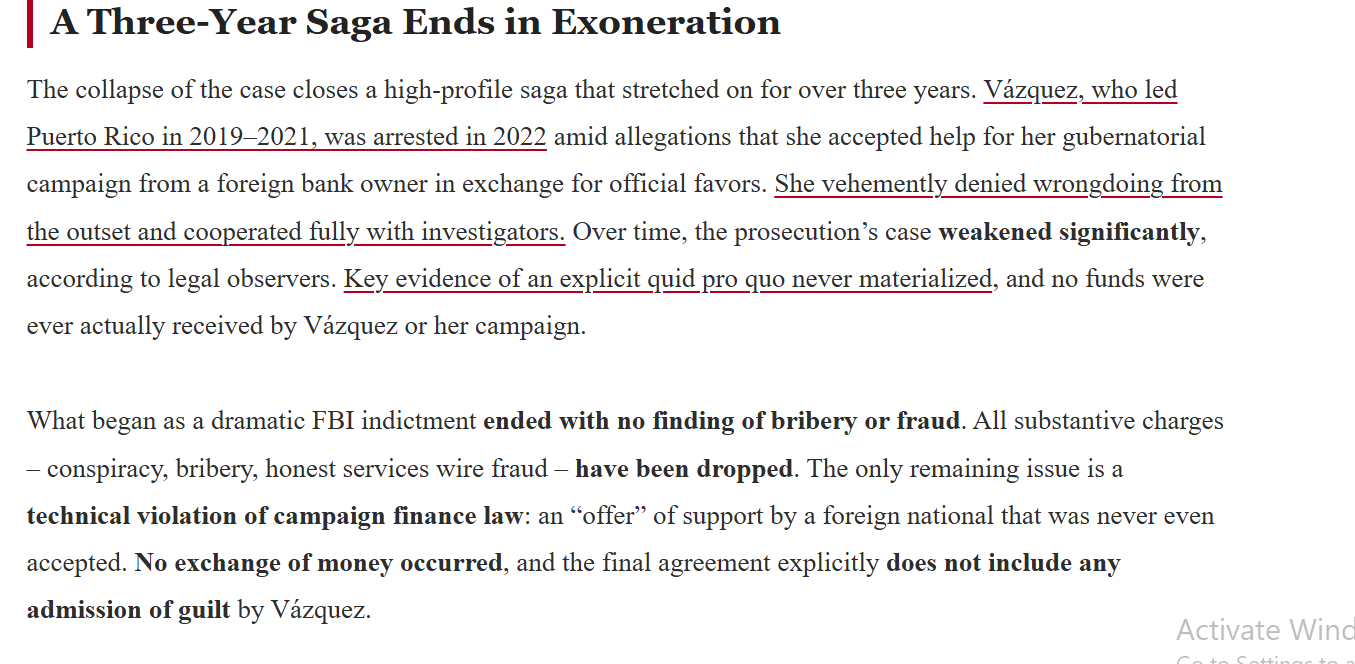 A Three-Year Saga Ends in Exoneration
The collapse of the case closes a high-profile saga that stretched on for over three years. Vázquez, who led
Puerto Rico in 2019–2021, was arrested in 2022 amid allegations that she accepted help for her gubernatorial
campaign from a foreign bank owner in exchange for official favors. She vehemently denied wrongdoing from
the outset and cooperated fully with investigators. Over time, the prosecution’s case weakened significantly,
according to legal observers. Key evidence of an explicit quid pro quo never materialized, and no funds were
ever actually received by Vázquez or her campaign.
What began as a dramatic FBI indictment ended with no finding of bribery or fraud. All substantive charges
– conspiracy, bribery, honest services wire fraud – have been dropped. The only remaining issue is a
technical violation of campaign finance law: an “offer” of support by a foreign national that was never even
accepted. No exchange of money occurred, and the final agreement explicitly does not include any
admission of guilt by Vázquez.
Activate Wind
Go to Settings to a